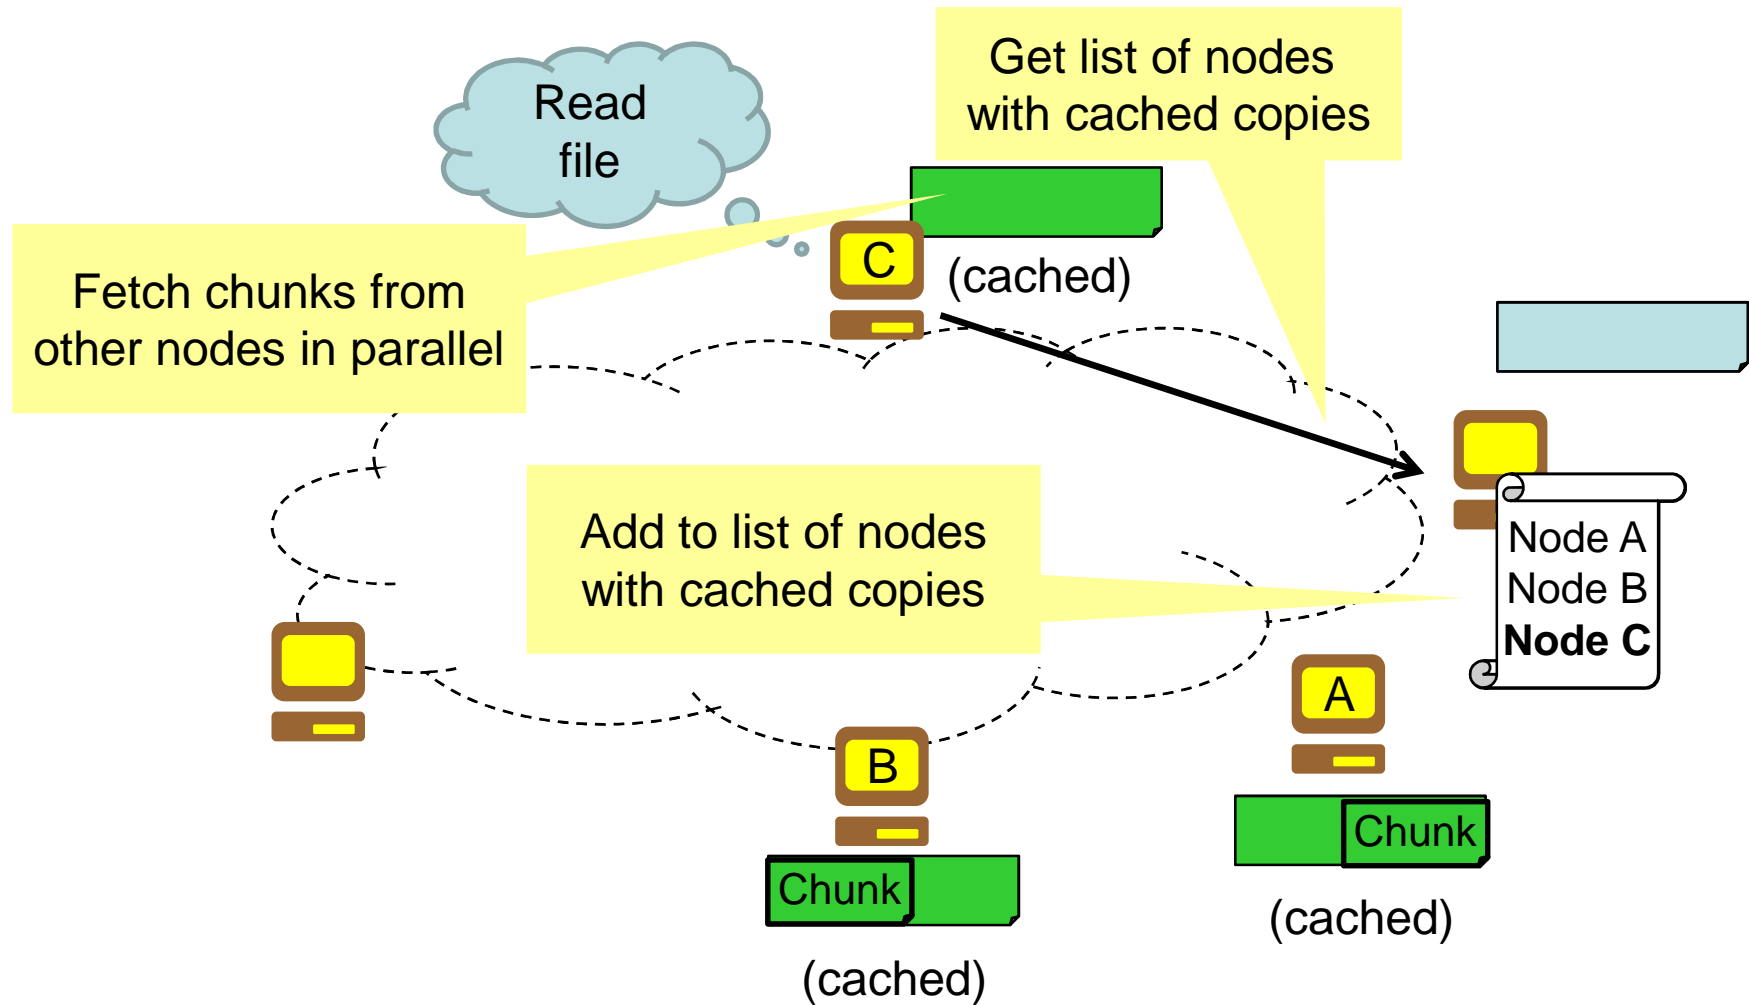 Get list of nodes
with cached copies
Read
file
C
(cached)
Fetch chunks from
other nodes in parallel
Add to list of nodes
with cached copies
Node A
Node B
Node C
A
B
Chunk
(cached)
Chunk
(cached)